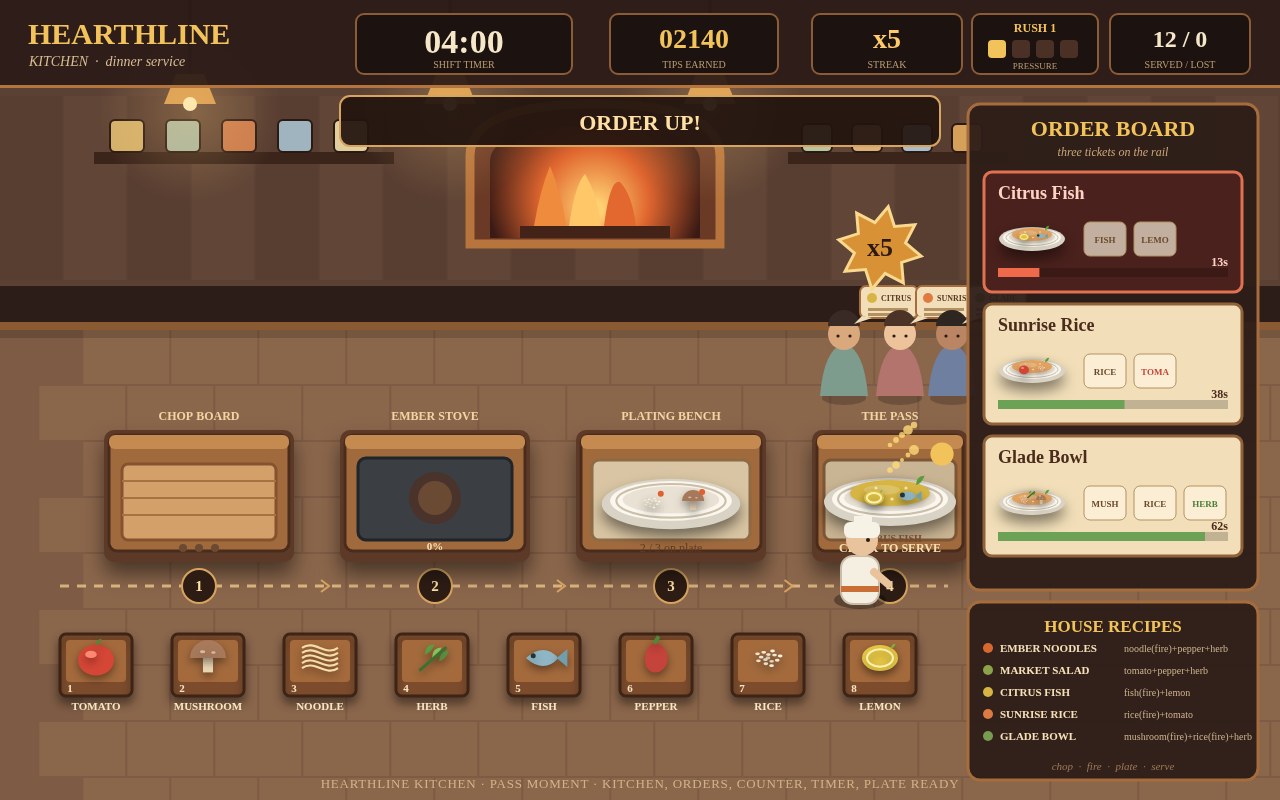 HEARTHLINE
KITCHEN · dinner service
04:00
SHIFT TIMER
02140
TIPS EARNED
x5
STREAK
RUSH 1
PRESSURE
12 / 0
SERVED / LOST
ORDER UP!
x5
CITRUS
SUNRIS
ORDER BOARD
three tickets on the rail
Citrus Fish
FISH
LEMO
13s
Sunrise Rice
RICE
TOMA
38s
Glade Bowl
MUSH
RICE
HERB
62s
CHOP BOARD
EMBER STOVE
PLATING BENCH
THE PASS
0%
2 / 3 on plate
TO SERVE
1
2
3
4
1
2
3
4
5
6
7
8
TOMATO
MUSHROOM
NOODLE
HERB
FISH
PEPPER
RICE
LEMON
HOUSE RECIPES
EMBER NOODLES noodle(fire)+pepper+herb
MARKET SALAD tomato+pepper+herb
CITRUS FISH fish(fire)+lemon
SUNRISE RICE rice(fire)+tomato
GLADE BOWL mushroom(fire)+rice(fire)+herb
chop · fire · plate · serve
HEARTHLINE KITCHEN · PASS MOMENT · KITCHEN, ORDERS, COUNTER, TIMER, PLATE READY